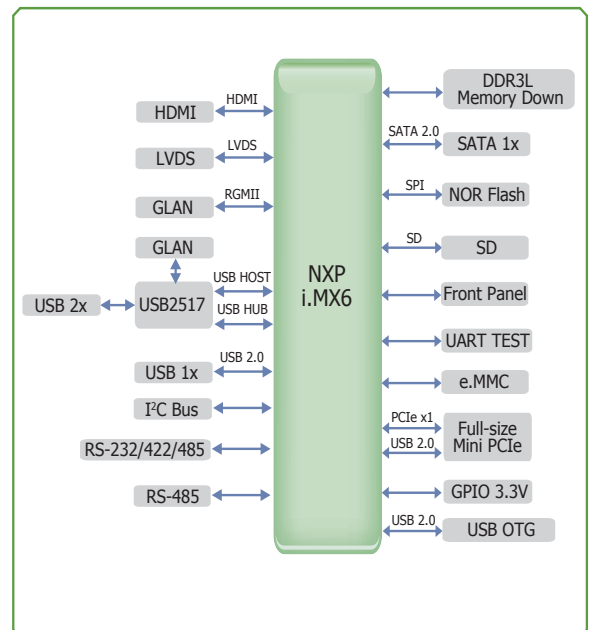 HDMI
HDMI
LVDS
LVDS
GLAN
RGMII
GLAN
USB 2x
USB2517
USB HOST
USB HUB
USB 1x
USB 2.0
I²C Bus
RS-232/422/485
RS-485
NXP
i.MX6
DDR3L
Memory Down
SATA 2.0
SATA 1x
SPI
NOR Flash
SD
SD
Front Panel
UART TEST
e.MMC
PCIe x1
USB 2.0
Full-size
Mini PCIe
GPIO 3.3V
USB 2.0
USB OTG